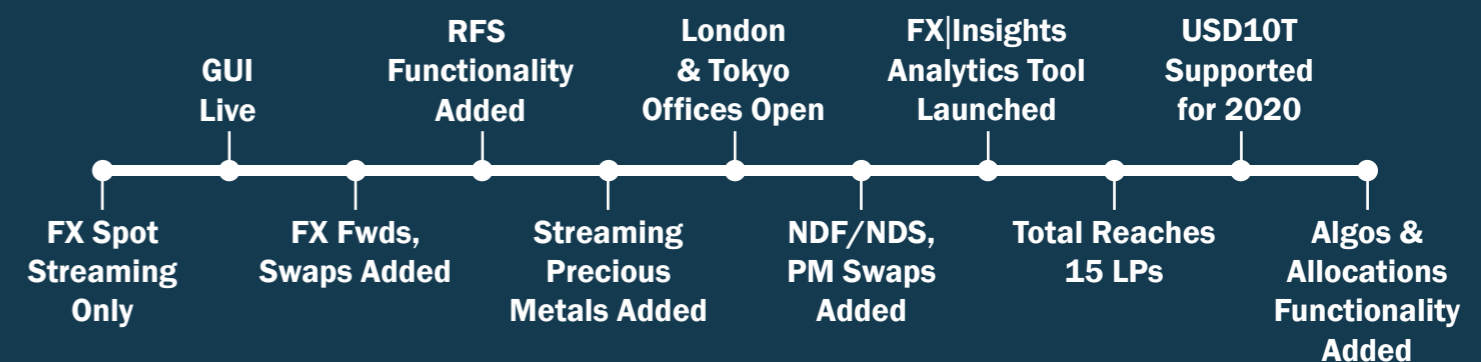 FX Spot
Streaming
Only
GUI
Live
FX Fwds,
Swaps Added
RFS
Functionality
Added
Streaming
Precious
Metals Added
London
& Tokyo
Offices Open
NDF/NDS,
PM Swaps
Added
FX|Insights
Analytics Tool
Launched
Total Reaches
15 LPs
USD10T
Supported
for 2020
Algos &
Allocations
Functionality
Added